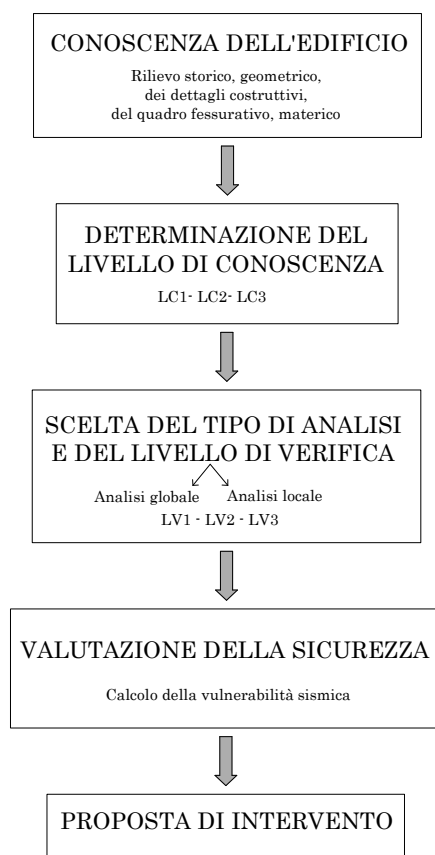 CONOSCENZA DELL'EDIFICIO
Rilievo storico, geometrico,
dei dettagli costruttivi,
del quadro fessurativo, materico
DETERMINAZIONE DEL
LIVELLO DI CONOSCENZA
LC1- LC2- LC3
SCELTA DEL TIPO DI ANALISI
E DEL LIVELLO DI VERIFICA
Analisi globale Analisi locale
LV1 - LV2 - LV3
VALUTAZIONE DELLA SICUREZZA
Calcolo della vulnerabilità sismica
PROPOSTA DI INTERVENTO